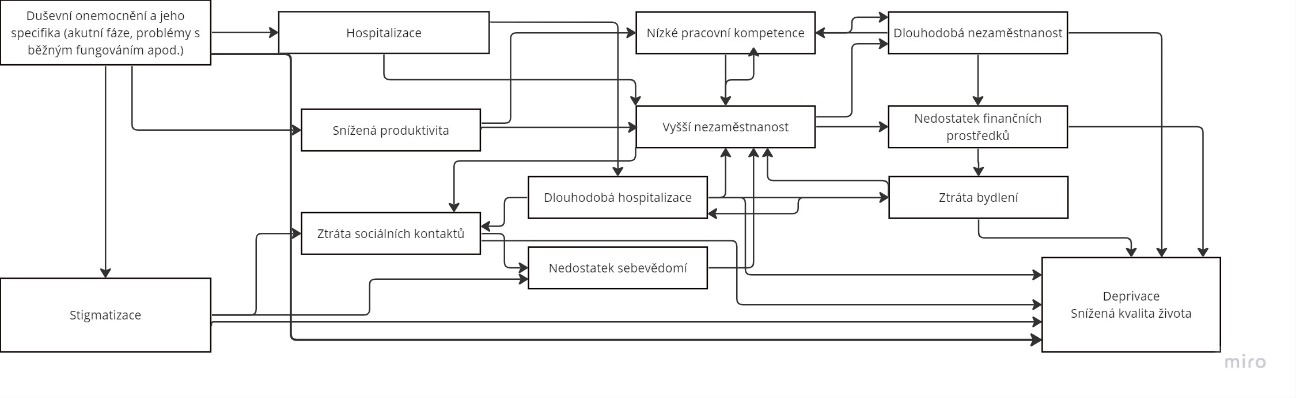 Duševní onemocnění a jeho
specifika (akutní fáze, problémy s
běžným fungováním apod.)
Hospitalizace
Nízké pracovní kompetence
Dlouhodobá nezaměstnanost
Snížená produktivita
Vyšší nezaměstnanost
Nedostatek finančních
prostředků
Dlouhodobá hospitalizace
Ztráta bydlení
Ztráta sociálních kontaktů
Nedostatek sebevědomí
Stigmatizace
Deprivace
Snížená kvalita života
miro